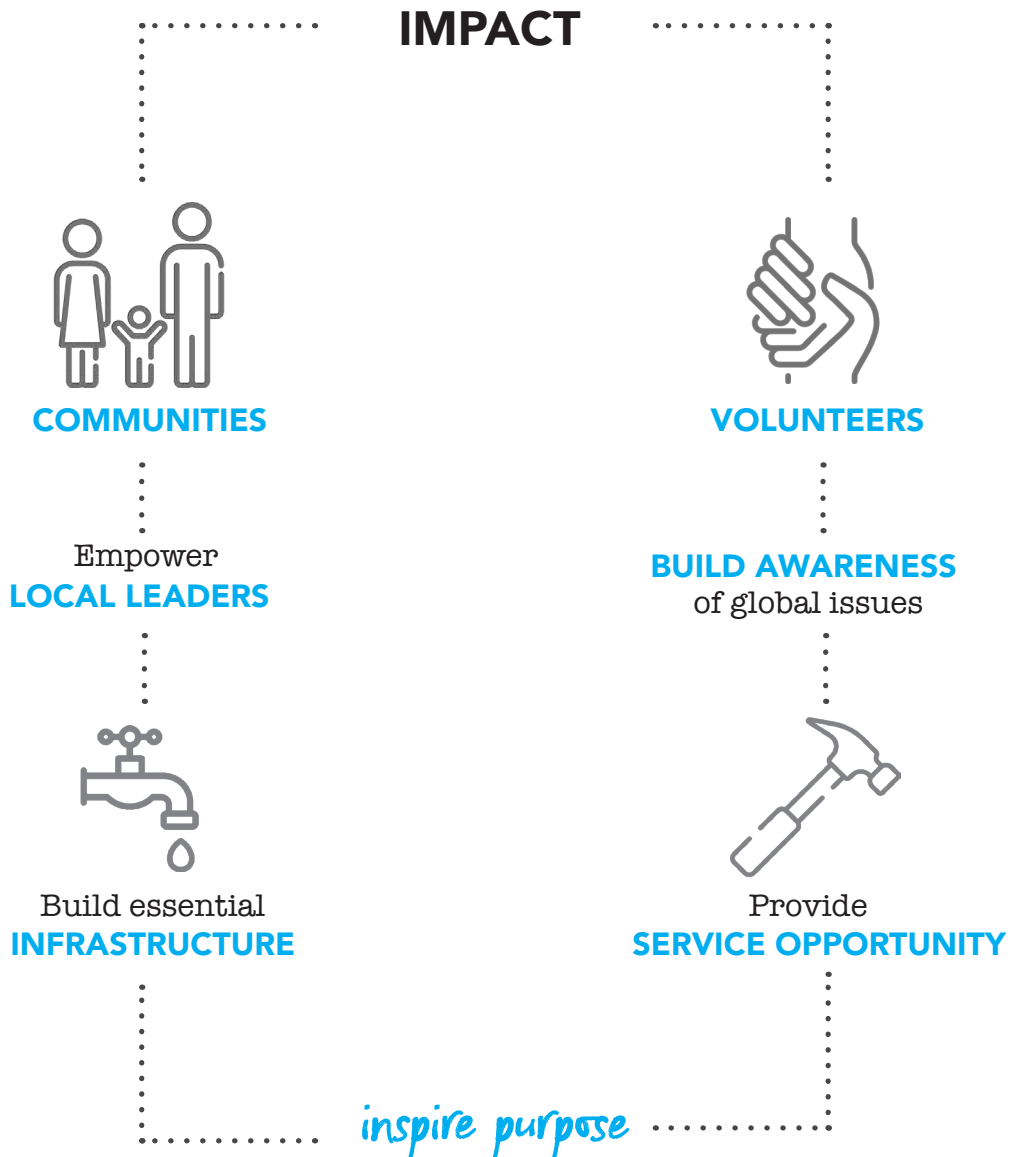 IMPACT
COMMUNITIES
Empower
LOCAL LEADERS
Build essential
INFRASTRUCTURE
VOLUNTEERS
BUILD AWARENESS
of global issues
Provide
SERVICE OPPORTUNITY
inspire purpose